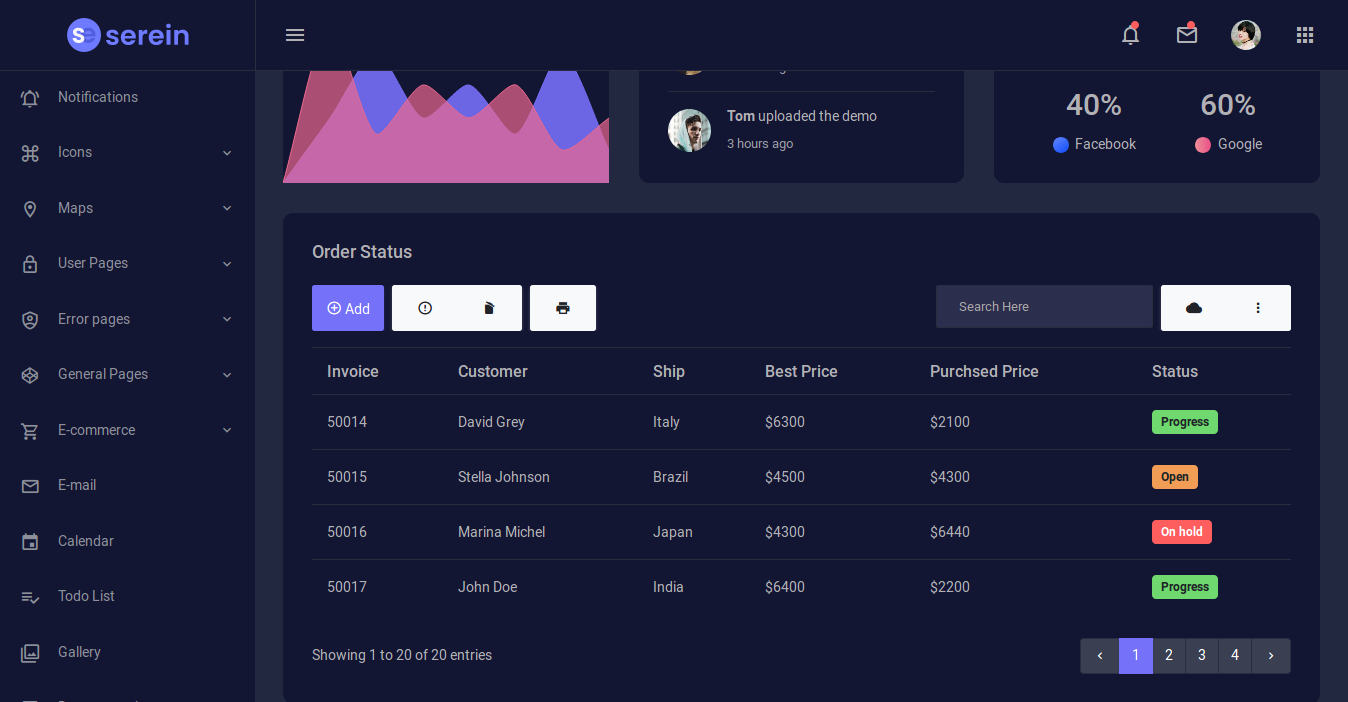 serein
Notifications
Icons
Maps
User Pages
Error pages
General Pages
E-commerce
E-mail
Calendar
Todo List
Gallery
Tom uploaded the demo
3 hours ago
40%
60%
Facebook
Google
Order Status
Add
Search Here
Invoice Customer Ship Best Price Purchsed Price Status
50014 David Grey Italy $6300 $2100 Progress
50015 Stella Johnson Brazil $4500 $4300 Open
50016 Marina Michel Japan $4300 $6440 On hold
50017 John Doe India $6400 $2200 Progress
Showing 1 to 20 of 20 entries
‹ 1 2 3 4 ›